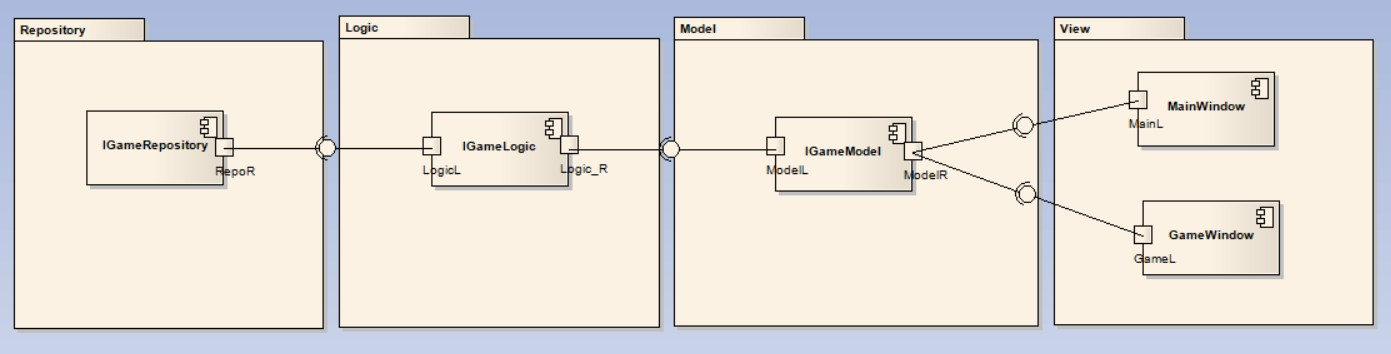 Repository
Logic
Model
View
IGameRepository
RepoR
IGameLogic
LogicL
Logic_R
IGameModel
ModelL
ModelR
MainWindow
MainL
GameWindow
GameL